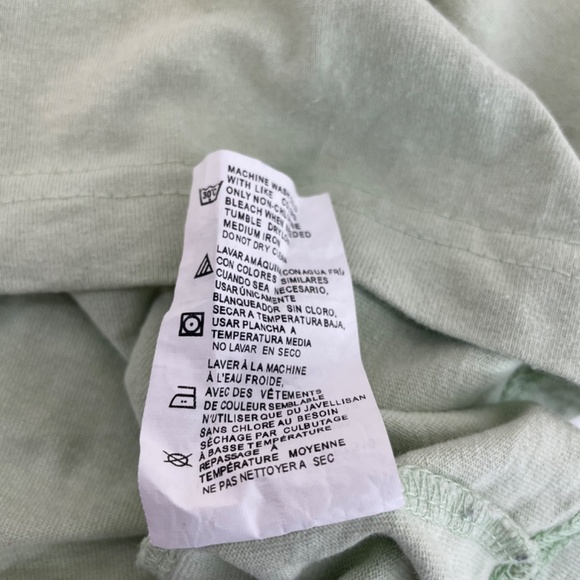 30°C
MACHINE WASH
WITH LIKE
ONLY NON-
BLEACH WHEN
TUMBLE DRY
MEDIUM IRON
DO NOT DRY
LAVAR A MÁQUINA CON AGUA FRÍA
CON COLORES SIMILARES
CUANDO SEA NECESARIO,
USAR ÚNICAMENTE
BLANQUEADOR SIN CLORO,
SECAR A TEMPERATURA BAJA,
USAR PLANCHA A
TEMPERATURA MEDIA
NO LAVAR EN SECO
LAVER À LA MACHINE
À L'EAU FROIDE,
AVEC DES VÊTEMENTS
DE COULEUR SEMBLABLE
N'UTILISER QUE DU JAVELLISAN
SANS CHLORE AU BESOIN
SÉCHAGE PAR CULBUTAGE
À BASSE TEMPÉRATURE
REPASSAGE À
TEMPÉRATURE MOYENNE
NE PAS NETTOYER A SEC